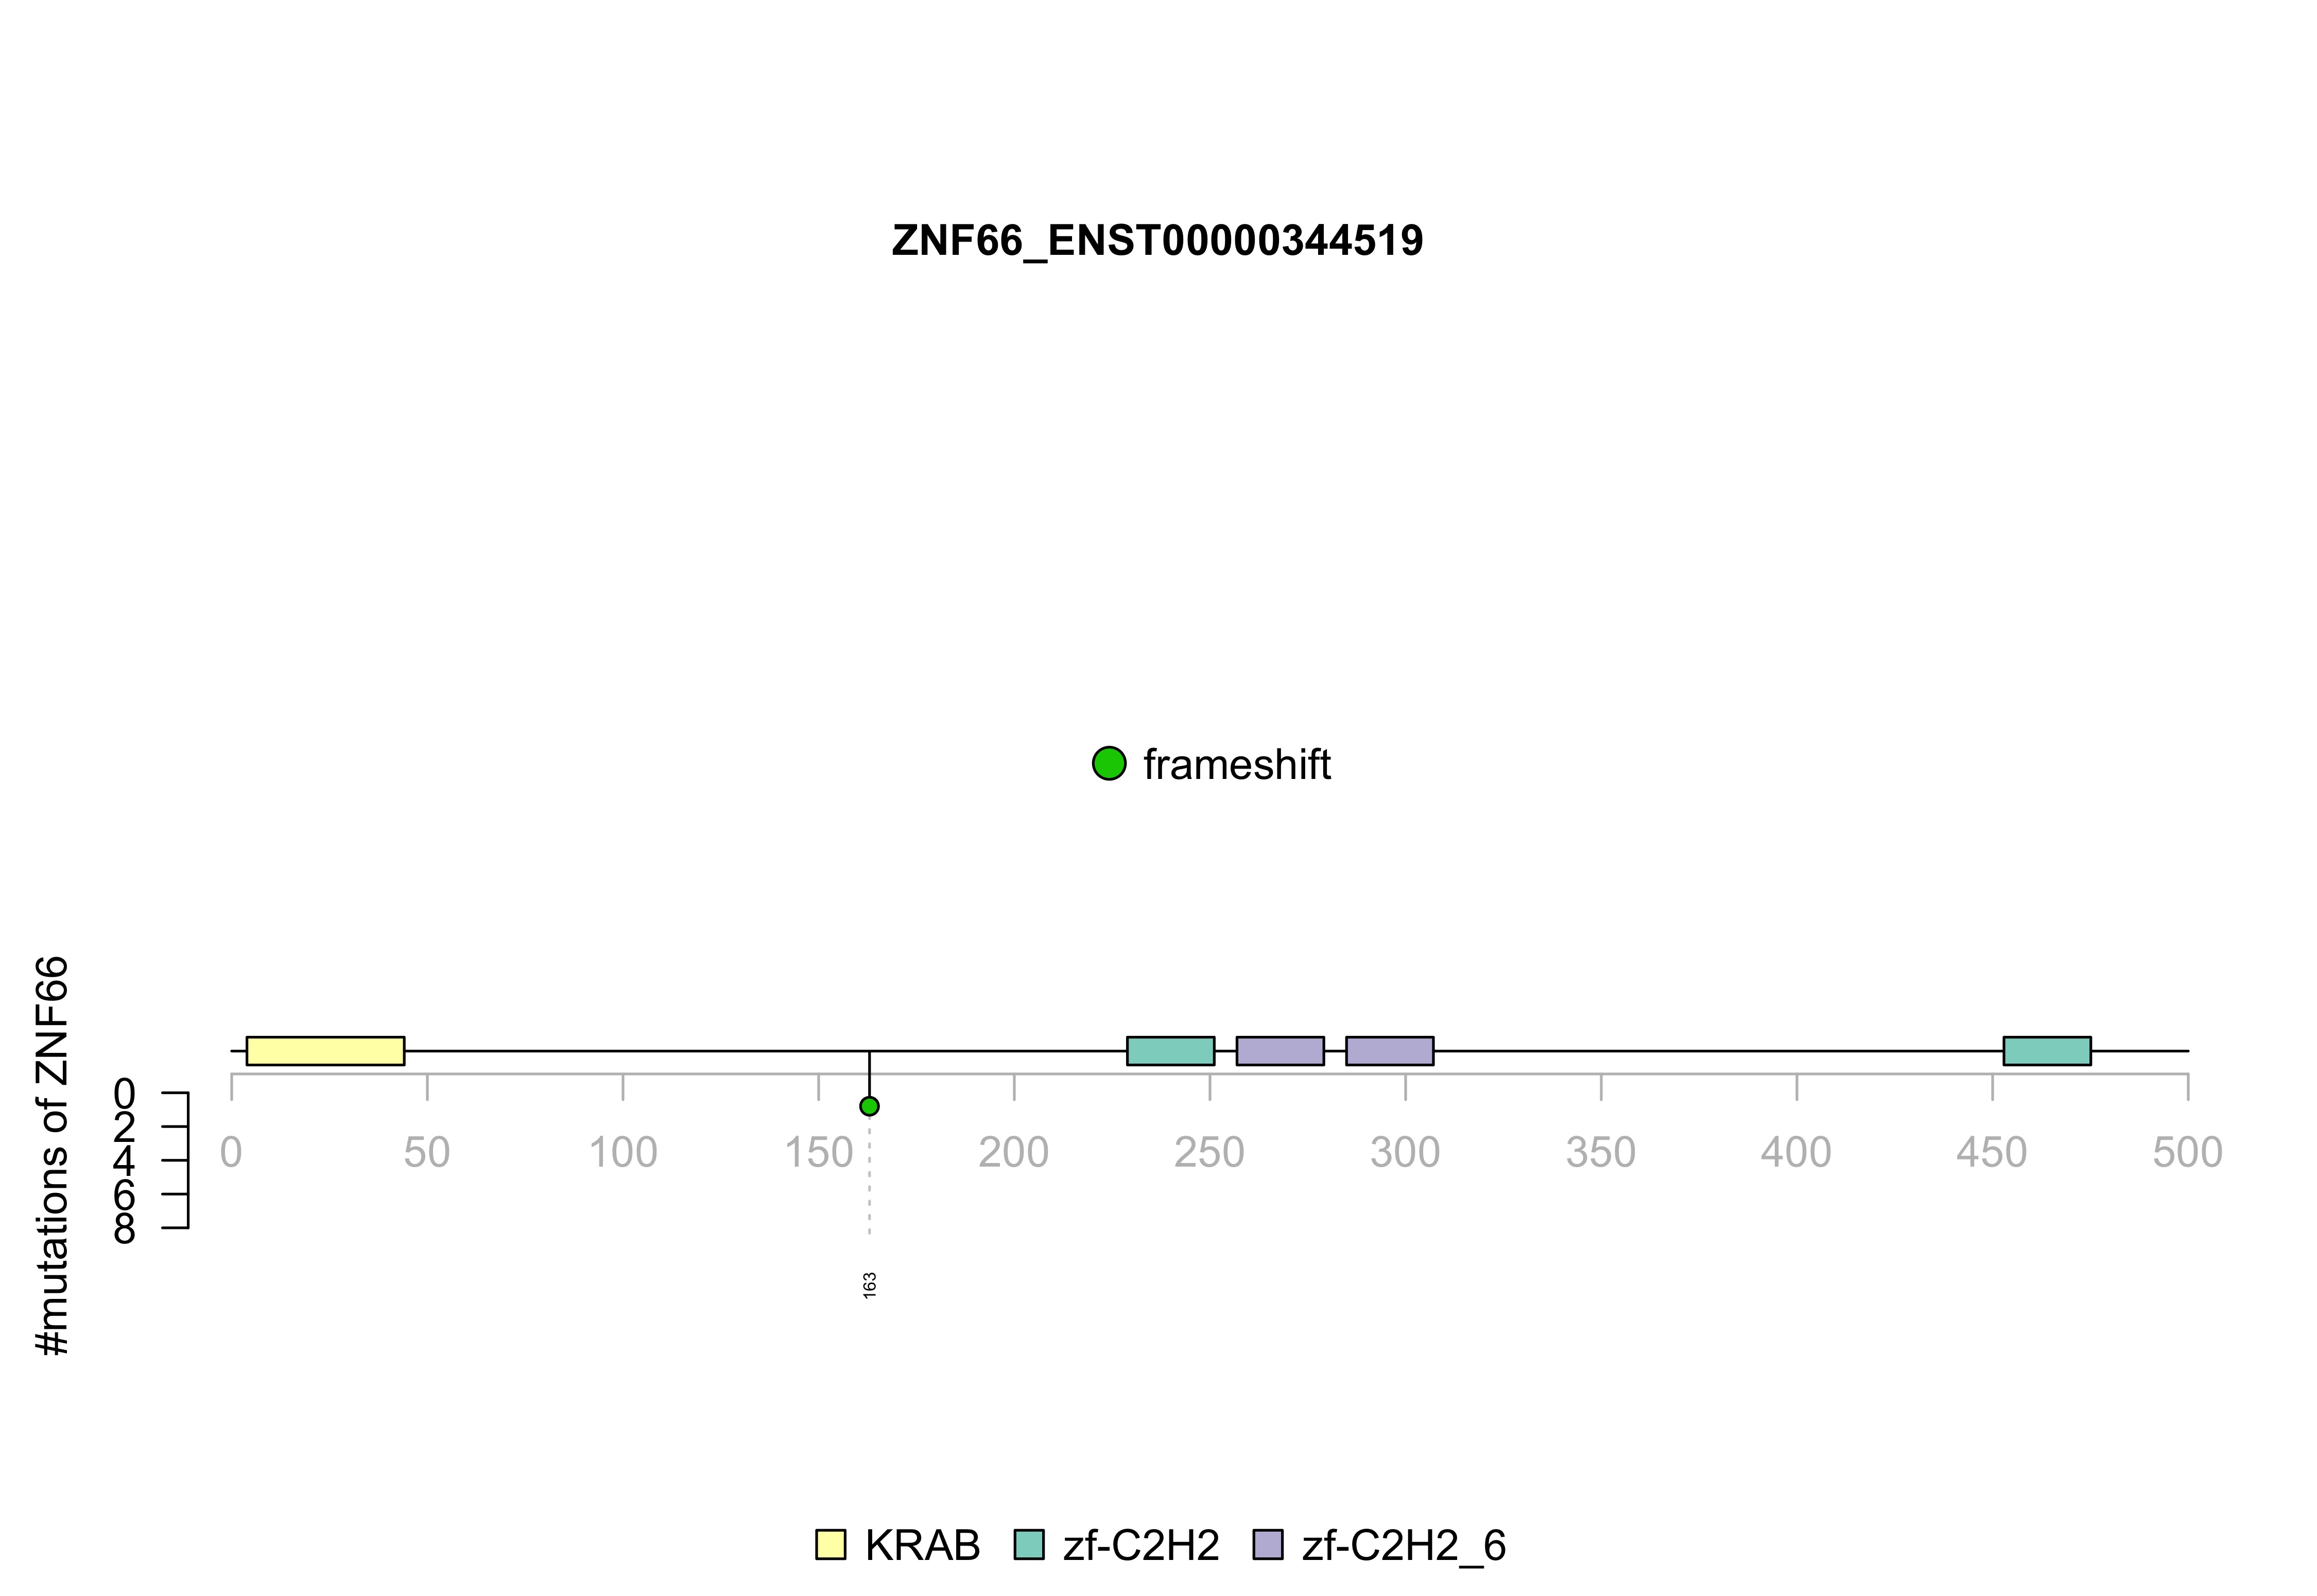 ZNF66_ENST00000344519
frameshift
#mutations of ZNF66
0
2
4
6
8
0 50 100 150 200 250 300 350 400 450 500
163
KRAB zf-C2H2 zf-C2H2_6